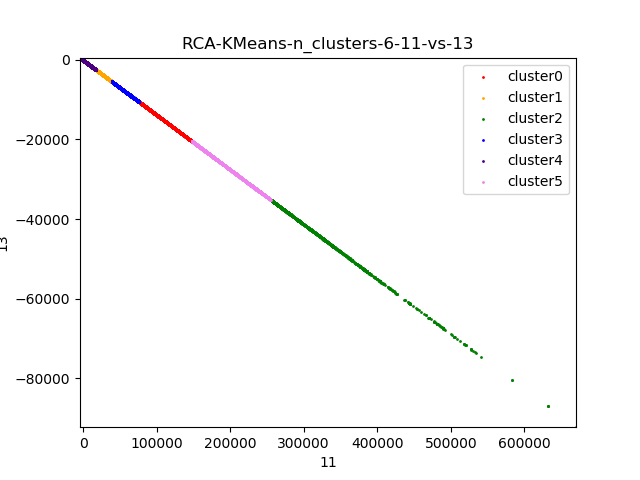 RCA-KMeans-n_clusters-6-11-vs-13
0
−20000
−40000
−60000
−80000
13
cluster0
cluster1
cluster2
cluster3
cluster4
cluster5
0 100000 200000 300000 400000 500000 600000
11